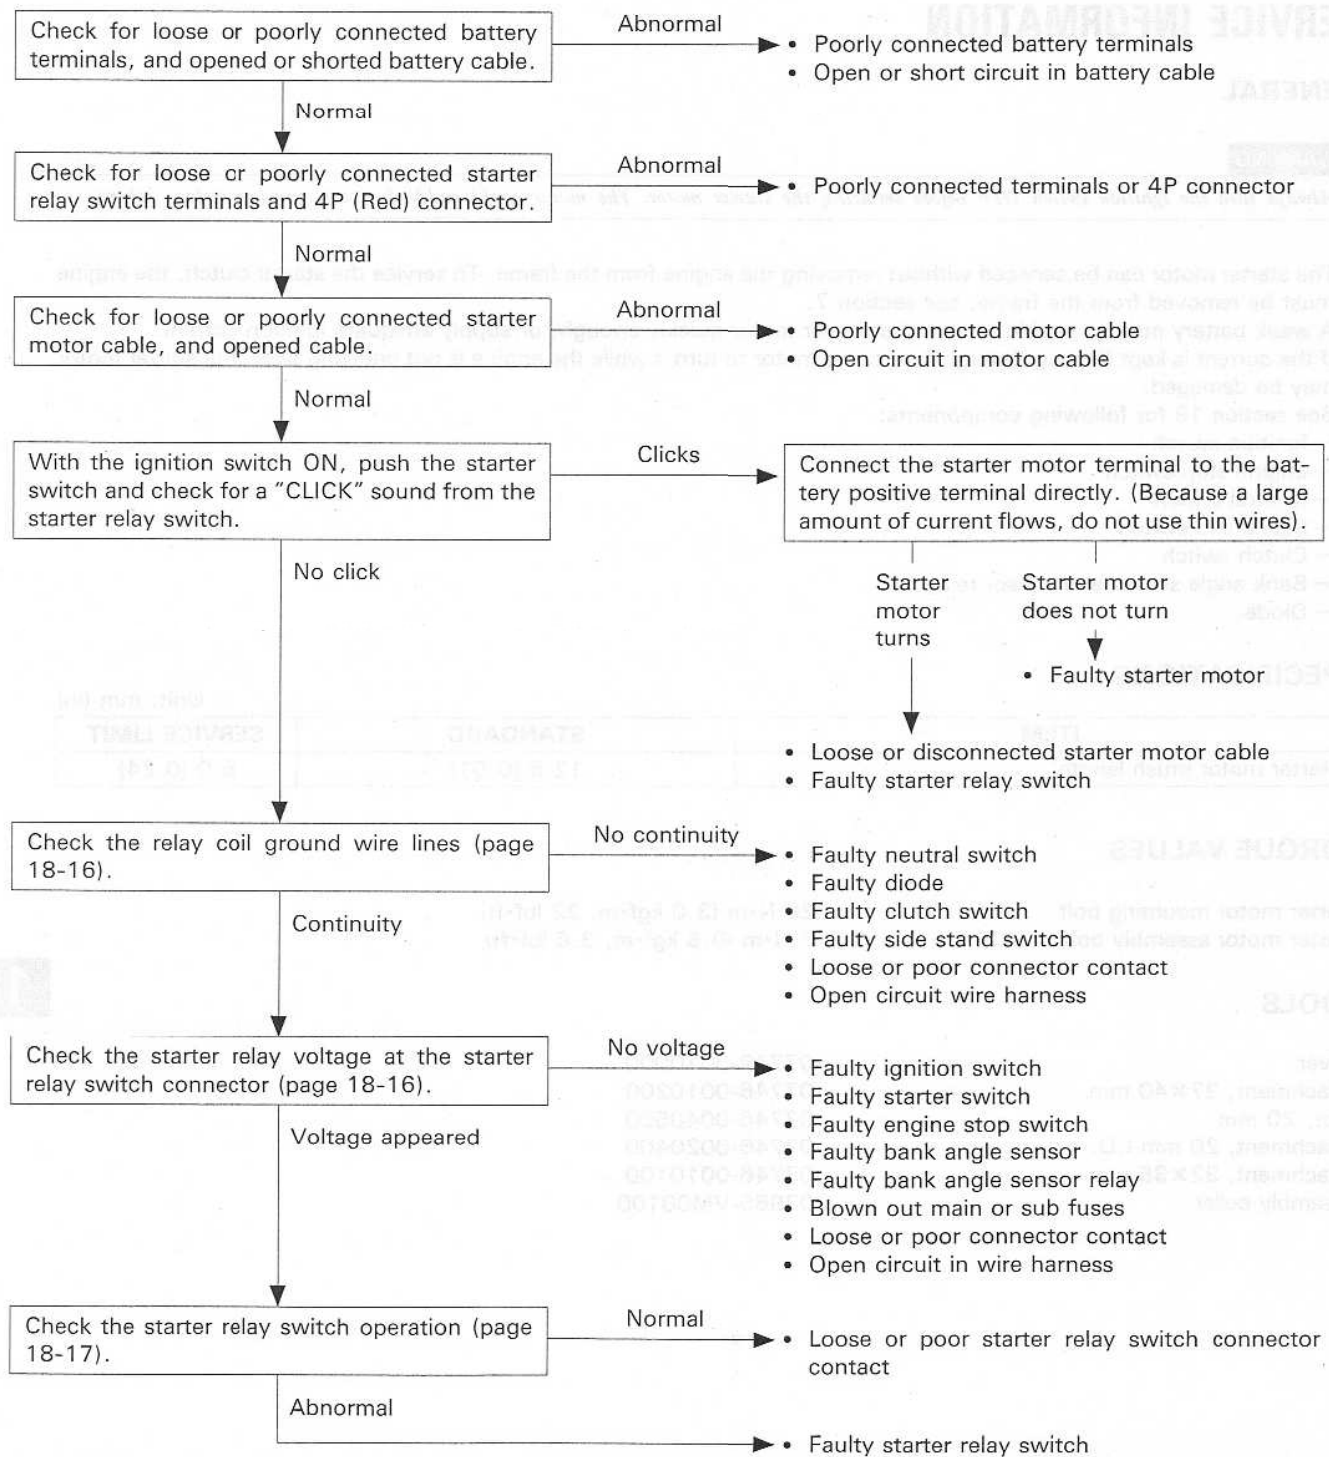 Check for loose or poorly connected battery
terminals, and opened or shorted battery cable.
Abnormal
• Poorly connected battery terminals
• Open or short circuit in battery cable
Normal
Check for loose or poorly connected starter
relay switch terminals and 4P (Red) connector.
Abnormal
• Poorly connected terminals or 4P connector
Normal
Check for loose or poorly connected starter
motor cable, and opened cable.
Abnormal
• Poorly connected motor cable
• Open circuit in motor cable
Normal
With the ignition switch ON, push the starter
switch and check for a "CLICK" sound from the
starter relay switch.
Clicks
Connect the starter motor terminal to the bat-
tery positive terminal directly. (Because a large
amount of current flows, do not use thin wires).
Starter
motor
turns
Starter motor
does not turn
• Faulty starter motor
• Loose or disconnected starter motor cable
• Faulty starter relay switch
No click
Check the relay coil ground wire lines (page
18-16).
No continuity
• Faulty neutral switch
• Faulty diode
• Faulty clutch switch
• Faulty side stand switch
• Loose or poor connector contact
• Open circuit wire harness
Continuity
Check the starter relay voltage at the starter
relay switch connector (page 18-16).
No voltage
• Faulty ignition switch
• Faulty starter switch
• Faulty engine stop switch
• Faulty bank angle sensor
• Faulty bank angle sensor relay
• Blown out main or sub fuses
• Loose or poor connector contact
• Open circuit in wire harness
Voltage appeared
Check the starter relay switch operation (page
18-17).
Normal
• Loose or poor starter relay switch connector
contact
Abnormal
• Faulty starter relay switch